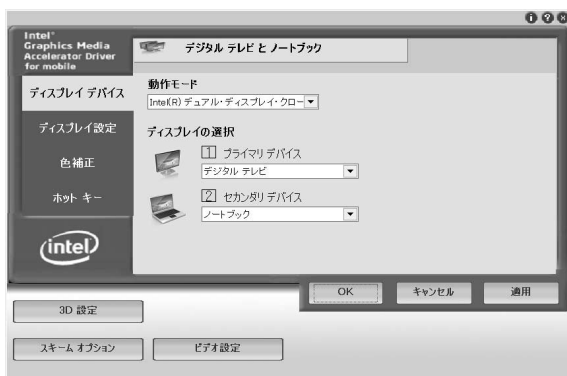 Intel®
Graphics Media
Accelerator Driver
for mobile
デジタル テレビ と ノートブック
ディスプレイ デバイス
ディスプレイ設定
色補正
ホット キー
動作モード
Intel(R) デュアル・ディスプレイ・クロー
ディスプレイの選択
1 プライマリ デバイス
デジタル テレビ
2 セカンダリ デバイス
ノートブック
intel
OK
キャンセル
適用
3D 設定
スキーム オプション
ビデオ設定